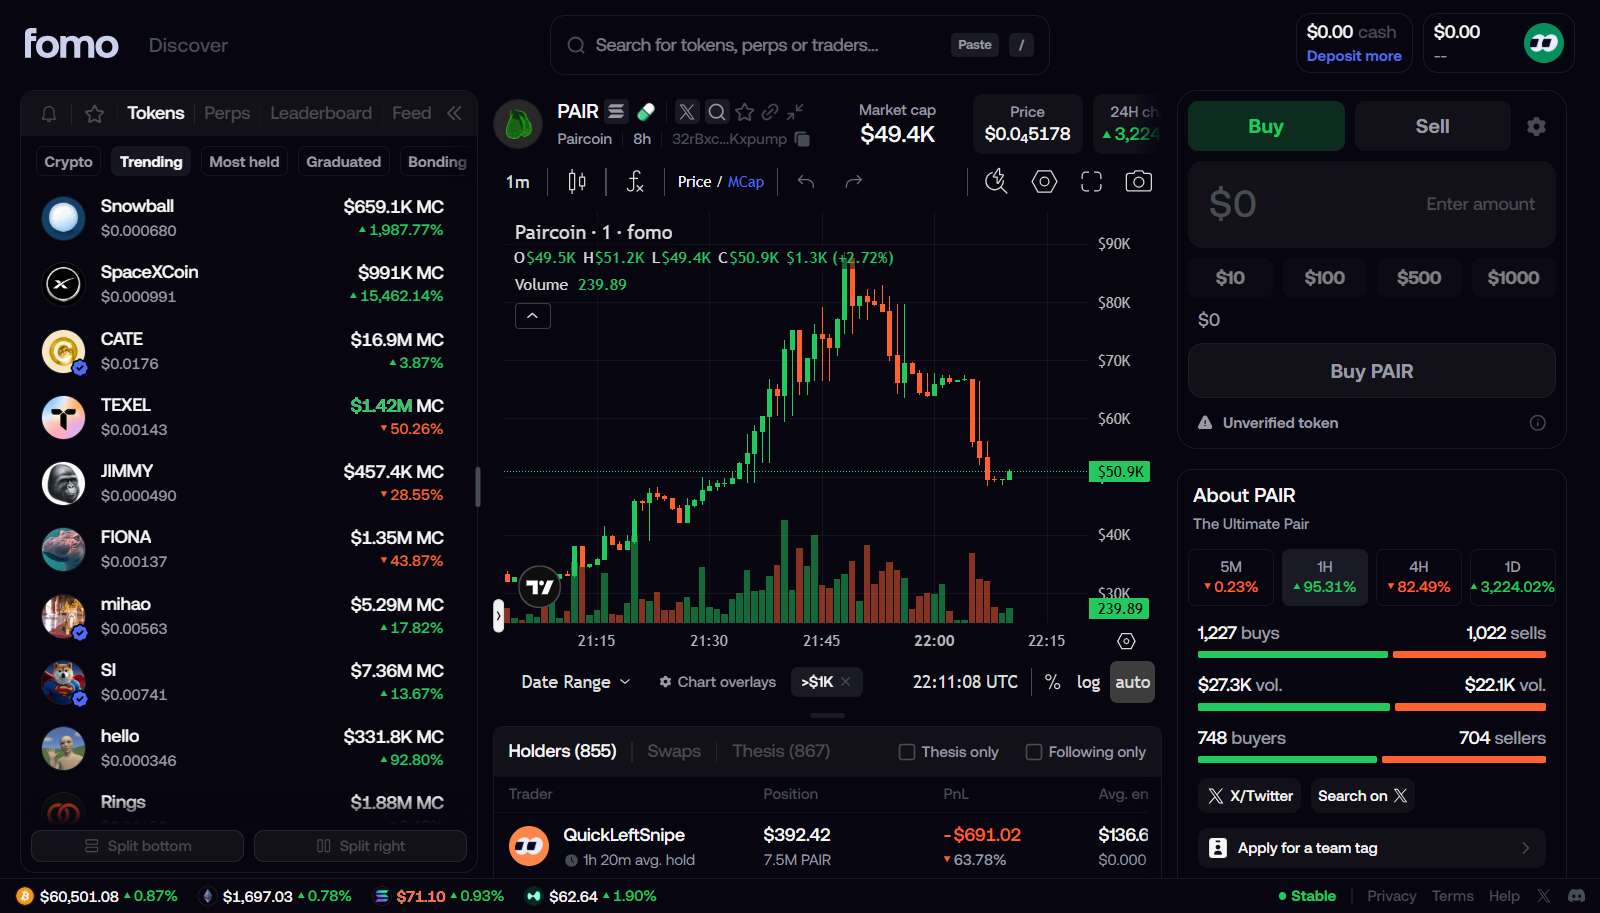 fomo
Discover
Search for tokens, perps or traders...
Paste
/
$0.00 cash
Deposit more
$0.00
--
Tokens
Perps
Leaderboard
Feed
Crypto
Trending
Most held
Graduated
Bonding
Snowball
$0.000680
$659.1K MC
1,987.77%
SpaceXCoin
$0.000991
$991K MC
15,462.14%
CATE
$0.0176
$16.9M MC
3.87%
TEXEL
$0.00143
$1.42M MC
50.26%
JIMMY
$0.000490
$457.4K MC
28.55%
FIONA
$0.00137
$1.35M MC
43.87%
mihao
$0.00563
$5.29M MC
17.82%
SI
$0.00741
$7.36M MC
13.67%
hello
$0.000346
$331.8K MC
92.80%
Rings
$1.88M MC
Split bottom
Split right
PAIR
Paircoin
8h
32rBxc...Kxpump
Market cap
$49.4K
Price
$0.0₄5178
24H ch
3,224
1m
Price / MCap
Paircoin · 1 · fomo
O$49.5K H$51.2K L$49.4K C$50.9K $1.3K (+2.72%)
Volume 239.89
$90K
$80K
$70K
$60K
$50.9K
$40K
$30K
239.89
21:15
21:30
21:45
22:00
22:15
Date Range
Chart overlays
>$1K
22:11:08 UTC
%
log
auto
Holders (855)
Swaps
Thesis (867)
Thesis only
Following only
Trader
Position
PnL
Avg. en
QuickLeftSnipe
1h 20m avg. hold
$392.42
7.5M PAIR
-$691.02
63.78%
$136.6
$0.000
Buy
Sell
$0
Enter amount
$10
$100
$500
$1000
$0
Buy PAIR
Unverified token
About PAIR
The Ultimate Pair
5M
0.23%
1H
95.31%
4H
82.49%
1D
3,224.02%
1,227 buys
1,022 sells
$27.3K vol.
$22.1K vol.
748 buyers
704 sellers
X/Twitter
Search on X
Apply for a team tag
$60,501.08 0.87%
$1,697.03 0.78%
$71.10 0.93%
$62.64 1.90%
Stable
Privacy
Terms
Help